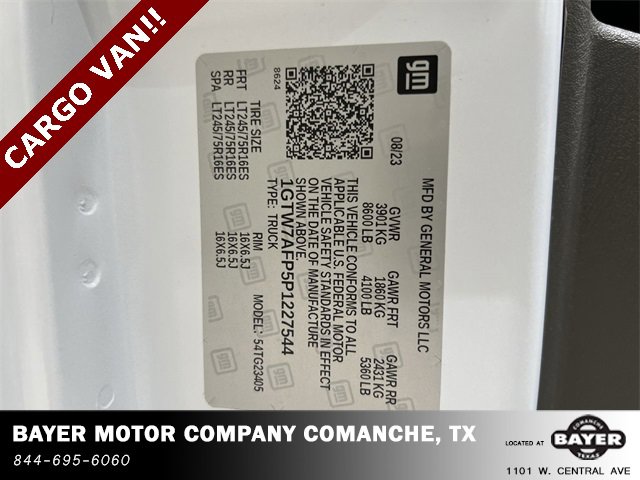 CARGO VAN!!
gm
MFD BY GENERAL MOTORS LLC
08/23
GVWR GAWR FRT GAWR RR
3901 KG 1860 KG 2431 KG
8600 LB 4100 LB 5360 LB
THIS VEHICLE CONFORMS TO ALL
APPLICABLE U.S. FEDERAL MOTOR
VEHICLE SAFETY STANDARDS IN EFFECT
ON THE DATE OF MANUFACTURE
SHOWN ABOVE.
1GTW7AFP5P1227544
TYPE: TRUCK
MODEL: 54TG23405
8624
TIRE SIZE RIM
FRT LT245/75R16ES 16X6.5J
RR LT245/75R16ES 16X6.5J
SPA LT245/75R16ES 16X6.5J
BAYER MOTOR COMPANY COMANCHE, TX
844-695-6060
LOCATED AT
COMANCHE
BAYER
TEXAS
1101 W. CENTRAL AVE